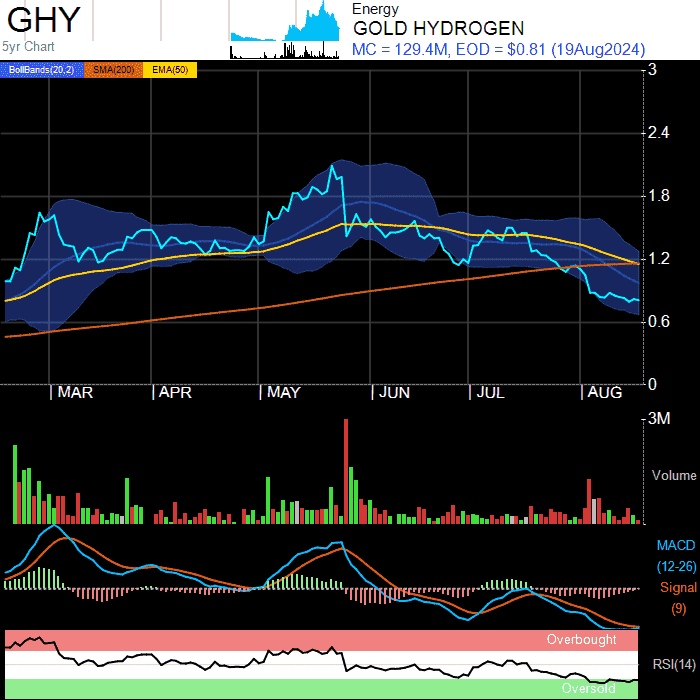 GHY
5yr Chart
Energy
GOLD HYDROGEN
MC = 129.4M, EOD = $0.81 (19Aug2024)
BollBands(20,2) SMA(200) EMA(50)
3
2.4
1.8
1.2
0.6
0
MAR APR MAY JUN JUL AUG
3M
Volume
MACD
(12-26)
Signal
(9)
Overbought
RSI(14)
Oversold